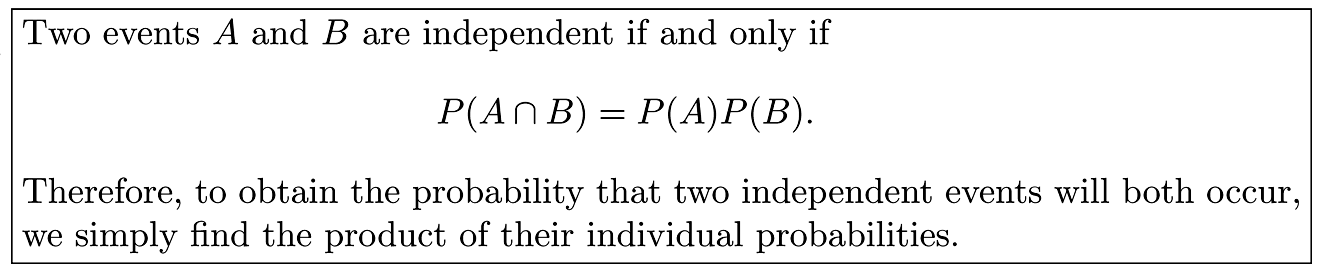 Two events A and B are independent if and only if
P(A ∩ B) = P(A)P(B).
Therefore, to obtain the probability that two independent events will both occur,
we simply find the product of their individual probabilities.